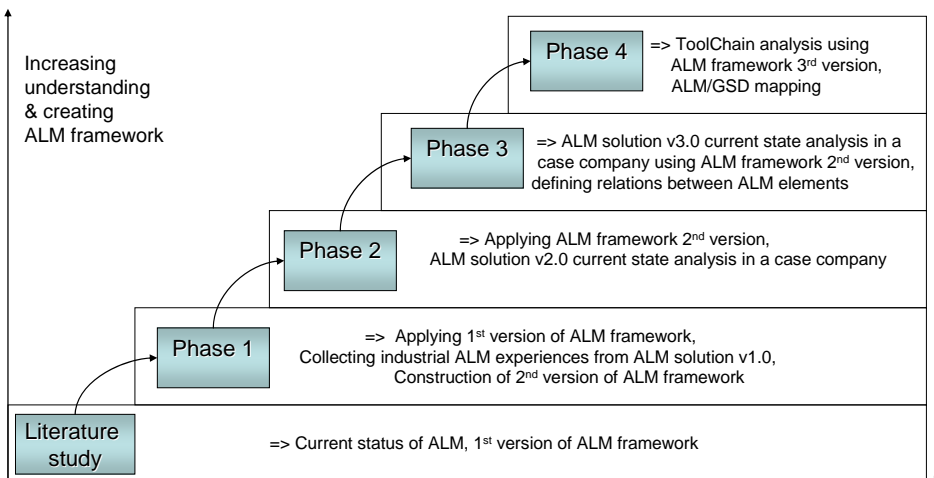 Increasing
understanding
& creating
ALM framework
Phase 4
=> ToolChain analysis using
ALM framework 3rd version,
ALM/GSD mapping
Phase 3
=> ALM solution v3.0 current state analysis in a
case company using ALM framework 2nd version,
defining relations between ALM elements
Phase 2
=> Applying ALM framework 2nd version,
ALM solution v2.0 current state analysis in a case company
Phase 1
=> Applying 1st version of ALM framework,
Collecting industrial ALM experiences from ALM solution v1.0,
Construction of 2nd version of ALM framework
Literature
study
=> Current status of ALM, 1st version of ALM framework